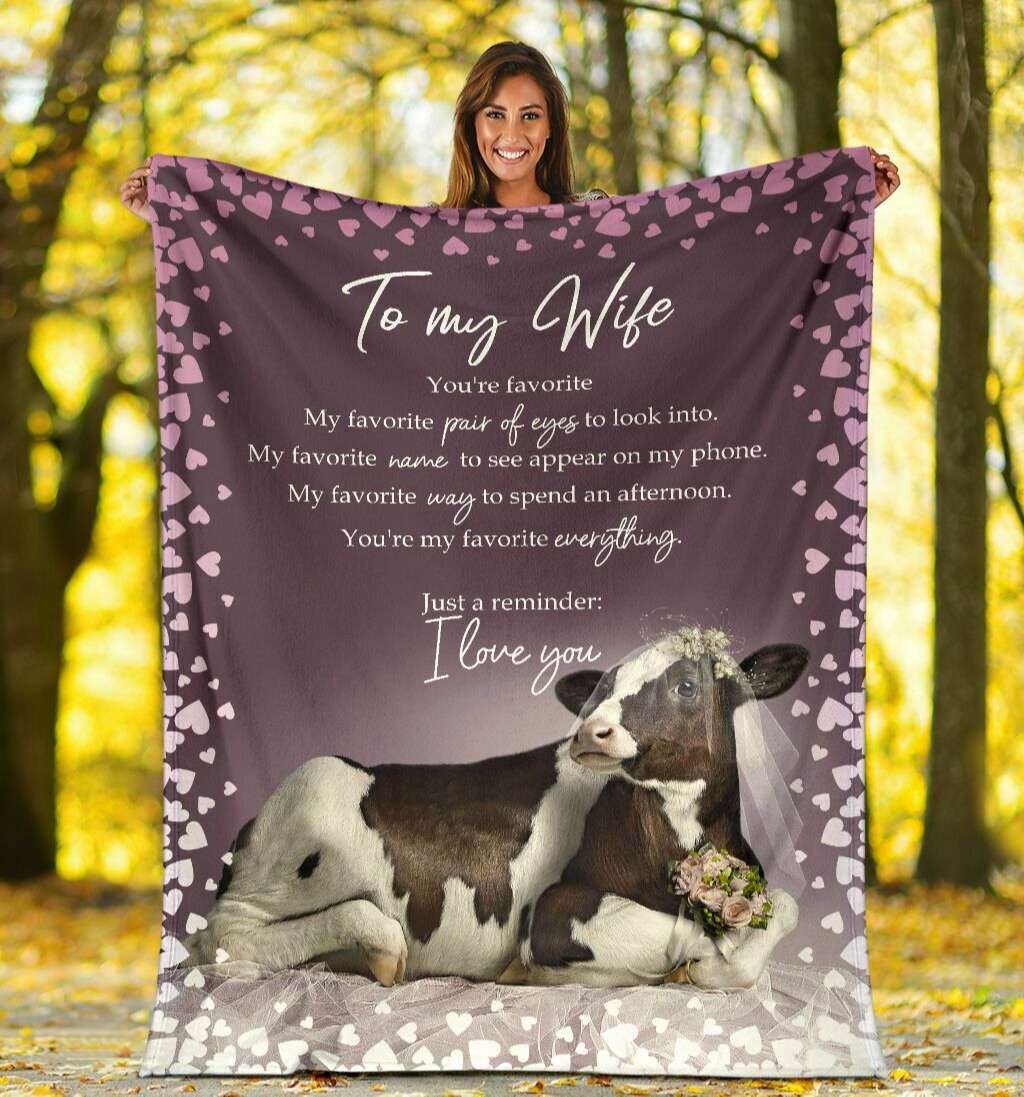 To my Wife
You're favorite
My favorite pair of eyes to look into.
My favorite name to see appear on my phone.
My favorite way to spend an afternoon.
You're my favorite everything.
Just a reminder:
I love you